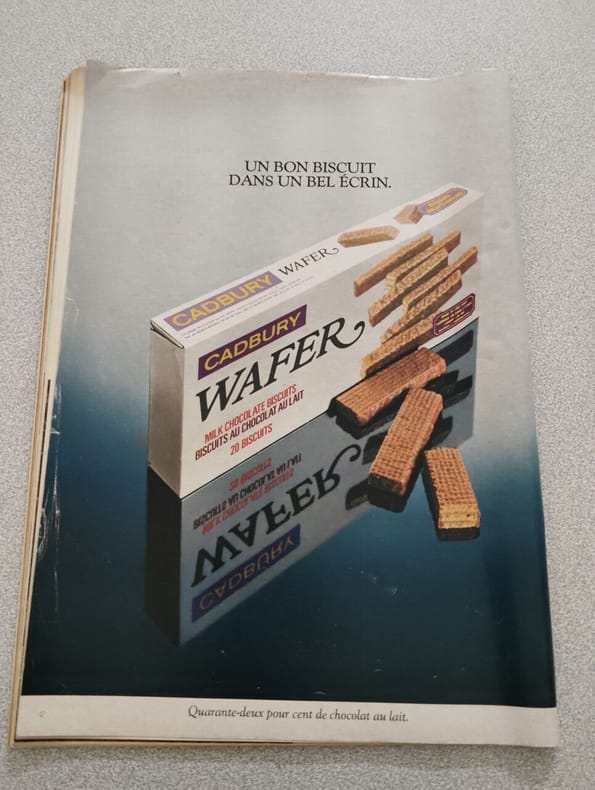 UN BON BISCUIT
DANS UN BEL ÉCRIN.
CADBURY WAFER
CADBURY
WAFER
MILK CHOCOLATE BISCUITS
BISCUITS AU CHOCOLAT AU LAIT
20 BISCUITS
Quarante-deux pour cent de chocolat au lait.